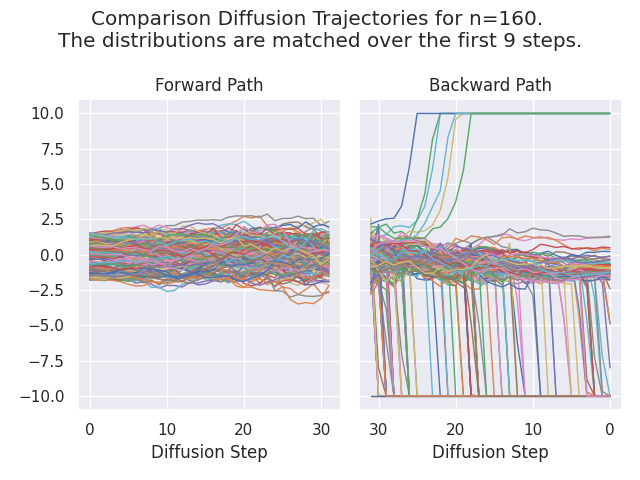 Comparison Diffusion Trajectories for n=160.
The distributions are matched over the first 9 steps.
Forward Path
Backward Path
10.0
7.5
5.0
2.5
0.0
−2.5
−5.0
−7.5
−10.0
0 10 20 30
30 20 10 0
Diffusion Step
Diffusion Step